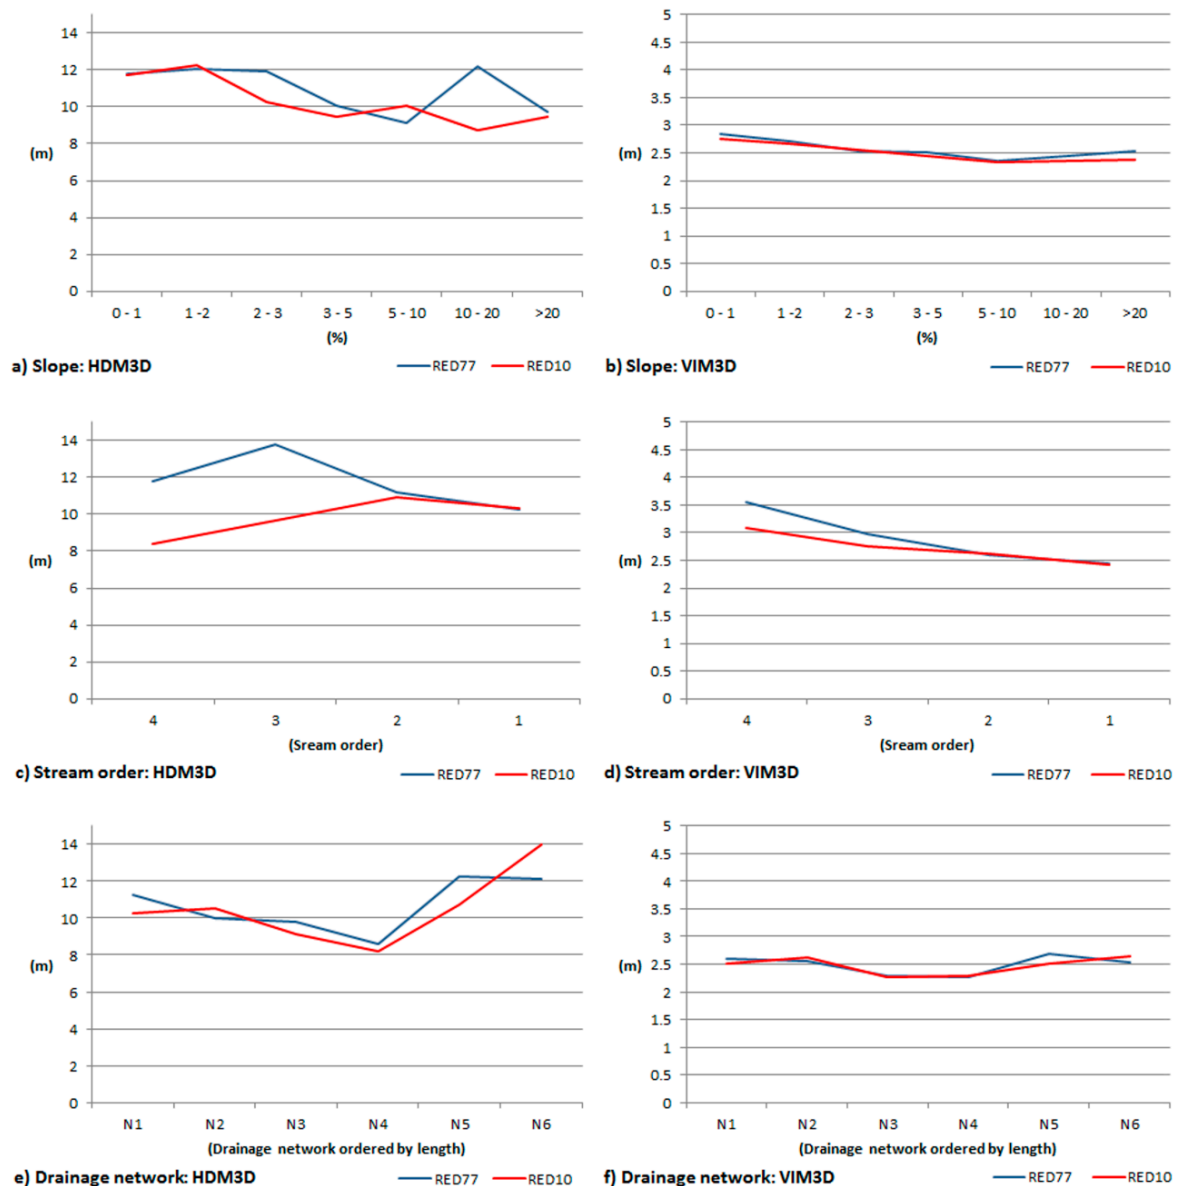 14
12
10
8
6
4
2
0
(m)
0 - 1 1 -2 2 - 3 3 - 5 5 - 10 10 - 20 >20
(%)
a) Slope: HDM3D RED77 RED10
5
4.5
4
3.5
3
2.5
2
1.5
1
0.5
0
(m)
0 - 1 1 -2 2 - 3 3 - 5 5 - 10 10 - 20 >20
(%)
b) Slope: VIM3D RED77 RED10
14
12
10
8
6
4
2
0
(m)
4 3 2 1
(Sream order)
c) Stream order: HDM3D RED77 RED10
5
4.5
4
3.5
3
2.5
2
1.5
1
0.5
0
(m)
4 3 2 1
(Sream order)
d) Stream order: VIM3D RED77 RED10
14
12
10
8
6
4
2
0
(m)
N1 N2 N3 N4 N5 N6
(Drainage network ordered by length)
e) Drainage network: HDM3D RED77 RED10
5
4.5
4
3.5
3
2.5
2
1.5
1
0.5
0
(m)
N1 N2 N3 N4 N5 N6
(Drainage network ordered by length)
f) Drainage network: VIM3D RED77 RED10